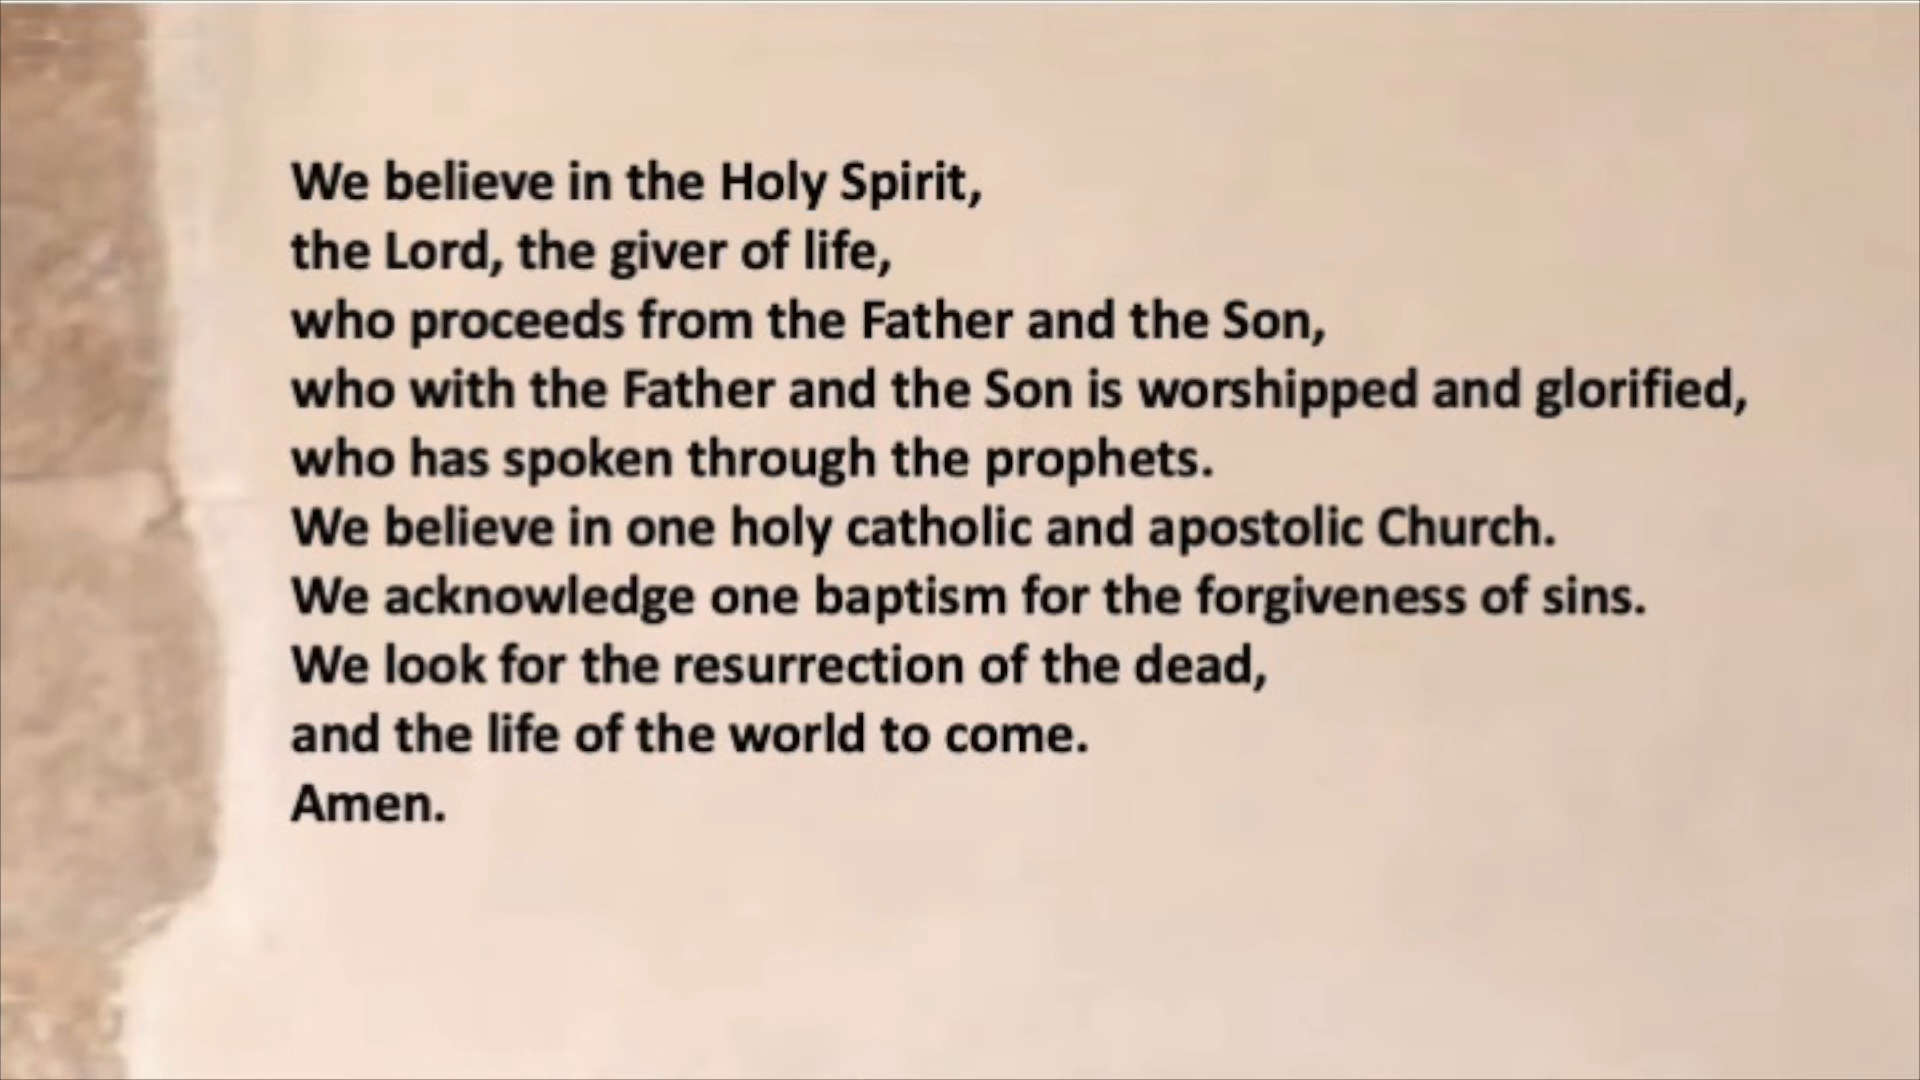 We believe in the Holy Spirit,
the Lord, the giver of life,
who proceeds from the Father and the Son,
who with the Father and the Son is worshipped and glorified,
who has spoken through the prophets.
We believe in one holy catholic and apostolic Church.
We acknowledge one baptism for the forgiveness of sins.
We look for the resurrection of the dead,
and the life of the world to come.
Amen.